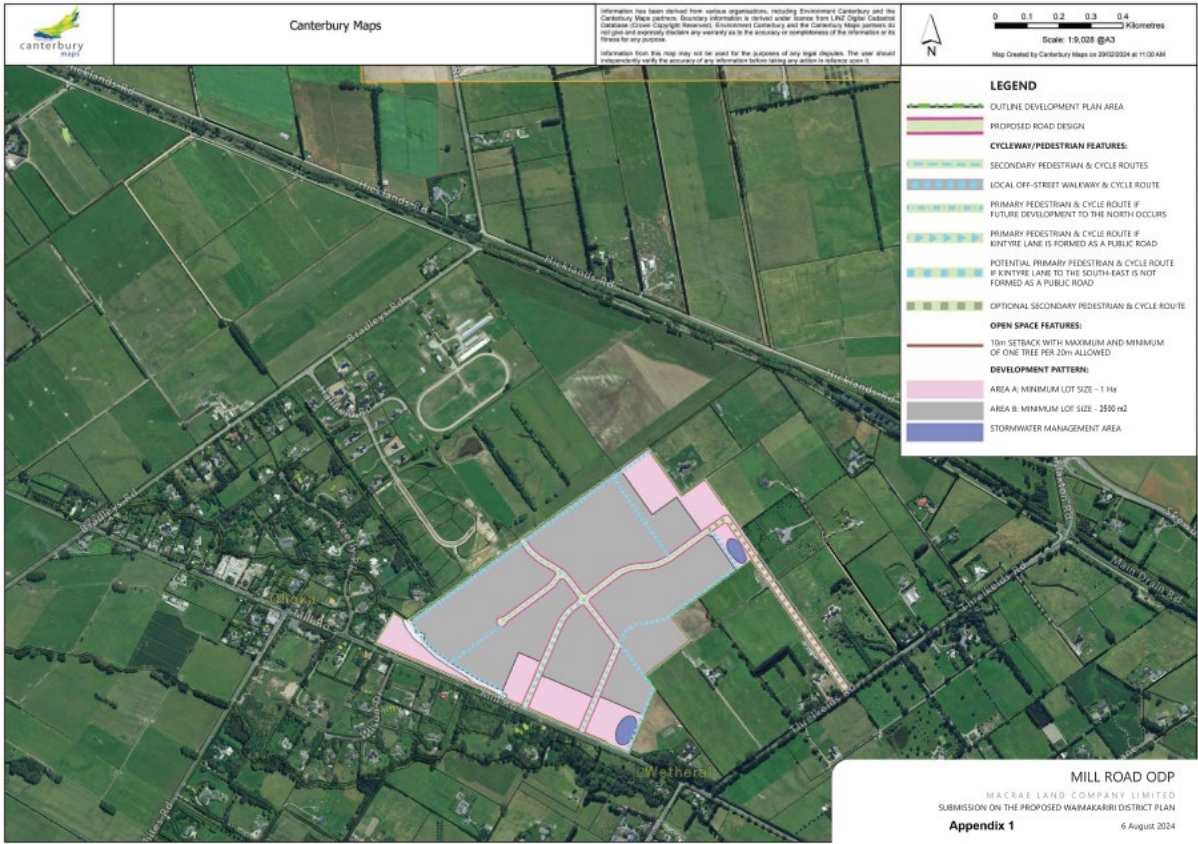 canterbury
maps
Canterbury Maps
Information has been derived from various organisations, including Environment Canterbury and the
Canterbury Maps partners. Boundary information is derived under licence from LINZ Digital Cadastral
Database (Crown Copyright Reserved). Environment Canterbury and the Canterbury Maps partners do
not give and expressly disclaim any warranty as to the accuracy or completeness of the information or its
fitness for any purpose.
Information from this map may not be used for the purposes of any legal disputes. The user should
independently verify the accuracy of any information before taking any action in reliance upon it.
N
0 0.1 0.2 0.3 0.4
Kilometres
Scale: 1:9,028 @A3
Map Created by Canterbury Maps on 29/02/2024 at 11:00 AM
LEGEND
OUTLINE DEVELOPMENT PLAN AREA
PROPOSED ROAD DESIGN
CYCLEWAY/PEDESTRIAN FEATURES:
SECONDARY PEDESTRIAN & CYCLE ROUTES
LOCAL OFF-STREET WALKWAY & CYCLE ROUTE
PRIMARY PEDESTRIAN & CYCLE ROUTE IF
FUTURE DEVELOPMENT TO THE NORTH OCCURS
PRIMARY PEDESTRIAN & CYCLE ROUTE IF
KINTYRE LANE IS FORMED AS A PUBLIC ROAD
POTENTIAL PRIMARY PEDESTRIAN & CYCLE ROUTE
IF KINTYRE LANE TO THE SOUTH-EAST IS NOT
FORMED AS A PUBLIC ROAD
OPTIONAL SECONDARY PEDESTRIAN & CYCLE ROUTE
OPEN SPACE FEATURES:
10m SETBACK WITH MAXIMUM AND MINIMUM
OF ONE TREE PER 20m ALLOWED
DEVELOPMENT PATTERN:
AREA A: MINIMUM LOT SIZE - 1 Ha
AREA B: MINIMUM LOT SIZE - 2500 m2
STORMWATER MANAGEMENT AREA
Hicklands Rd
Hicklands Rd
Hicklands Rd
Hicklands Rd
Bradleys Rd
Bradleys Rd
Threlkelds Rd
Main Drain Rd
Ohoka
Mill Rd
MILL ROAD ODP
MACRAE LAND COMPANY LIMITED
SUBMISSION ON THE PROPOSED WAIMAKARIRI DISTRICT PLAN
Appendix 1
6 August 2024